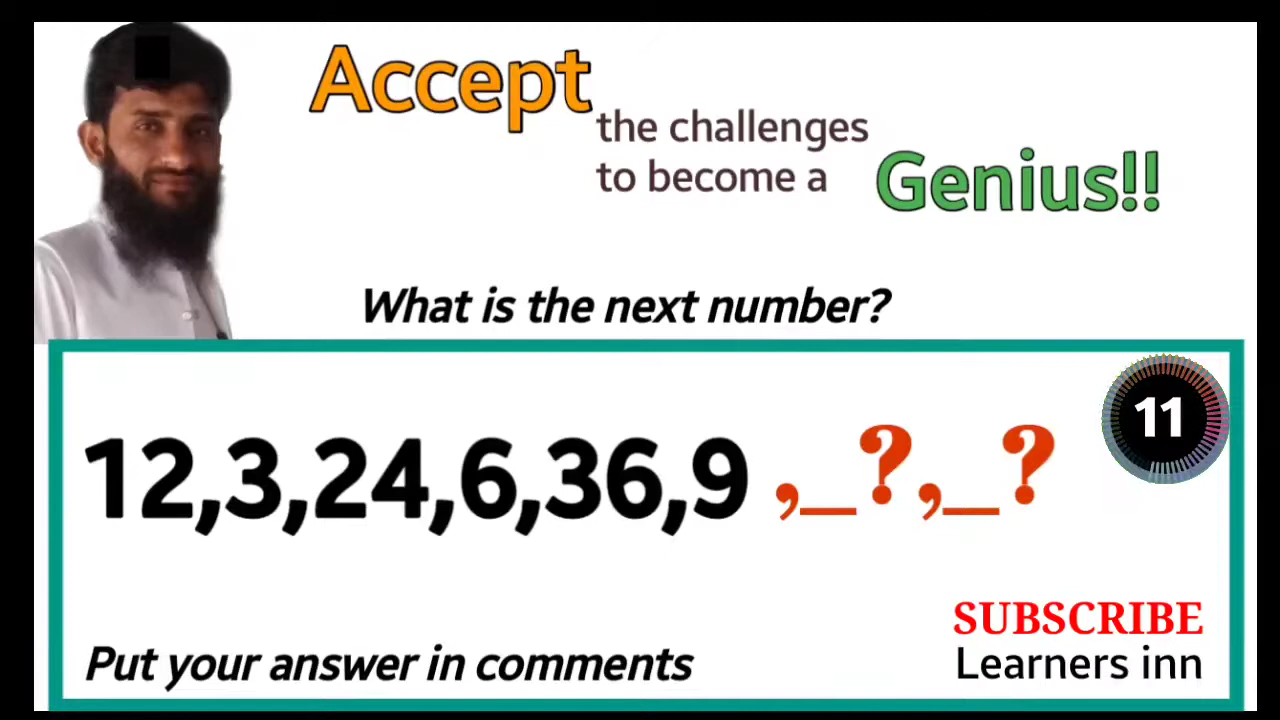 Accept
the challenges
to become a
Genius!!
What is the next number?
11
12,3,24,6,36,9 ,_?,_?
SUBSCRIBE
Put your answer in comments
Learners inn